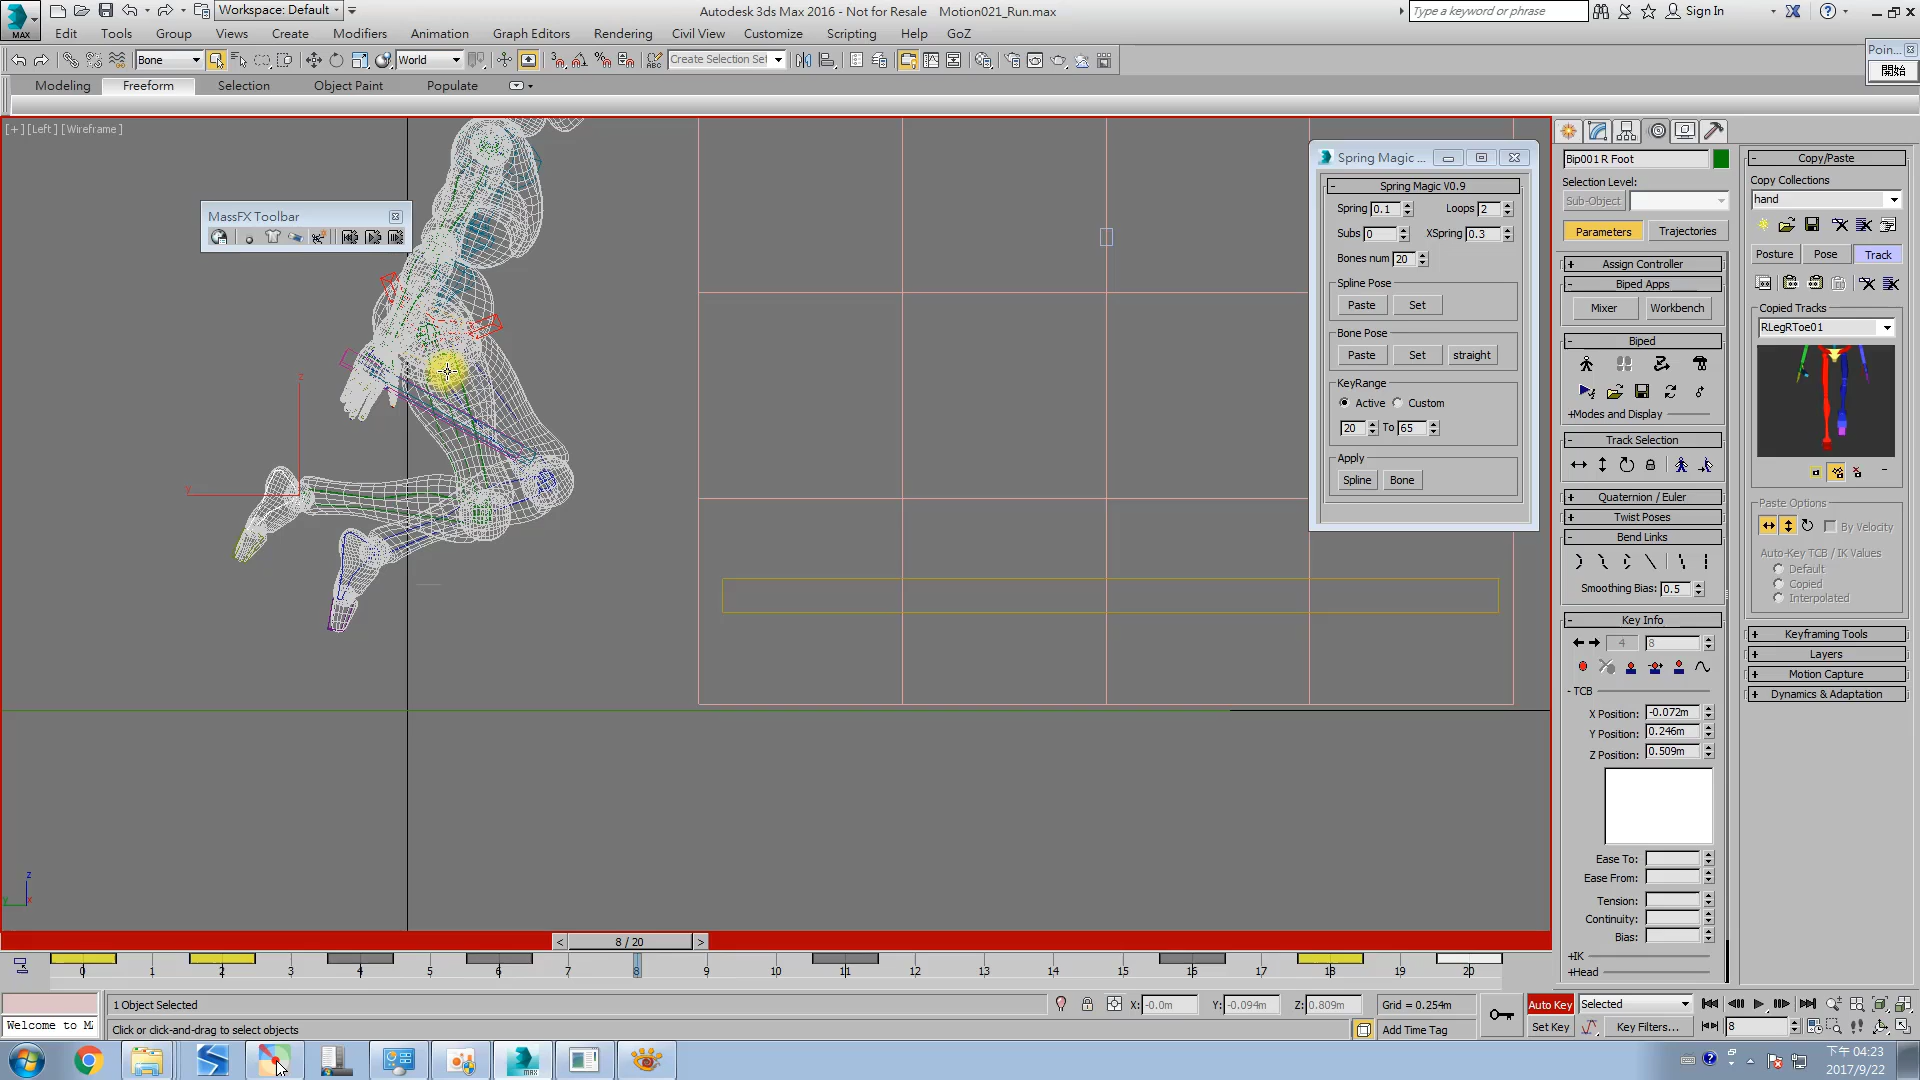 Workspace: Default
Autodesk 3ds Max 2016 - Not for Resale Motion021_Run.max
Type a keyword or phrase
Sign In
MAX
Edit Tools Group Views Create Modifiers Animation Graph Editors Rendering Civil View Customize Scripting Help GoZ
Poin...
開始
Bone
World
Create Selection Set
Modeling Freeform Selection Object Paint Populate
[+] [Left] [Wireframe]
MassFX Toolbar
Spring Magic ...
Spring Magic V0.9
Spring 0.1 Loops 2
Subs 0 XSpring 0.3
Bones num 20
Spline Pose
Paste Set
Bone Pose
Paste Set straight
KeyRange
Active Custom
20 To 65
Apply
Spline Bone
Bip001 R Foot
Selection Level:
Sub-Object
Parameters Trajectories
Assign Controller
Biped Apps
Mixer Workbench
Biped
+Modes and Display
Track Selection
Quaternion / Euler
Twist Poses
Bend Links
Smoothing Bias: 0.5
Key Info
4 8
- TCB
X Position: -0.072m
Y Position: 0.246m
Z Position: 0.509m
Ease To:
Ease From:
Tension:
Continuity:
Bias:
+IK
+Head
Copy/Paste
Copy Collections
hand
Posture Pose Track
Copied Tracks
RLegRToe01
Paste Options
By Velocity
Auto-Key TCB / IK Values
Default
Copied
Interpolated
Keyframing Tools
Layers
Motion Capture
Dynamics & Adaptation
z
y
z
y x
< 8 / 20 >
0 1 2 3 4 5 6 7 8 9 10 11 12 13 14 15 16 17 18 19 20
1 Object Selected
X: -0.0m Y: -0.094m Z: 0.809m Grid = 0.254m
Auto Key Selected
Welcome to M
Click or click-and-drag to select objects
Add Time Tag
Set Key Key Filters... 8
MAX
下午 04:23
2017/9/22